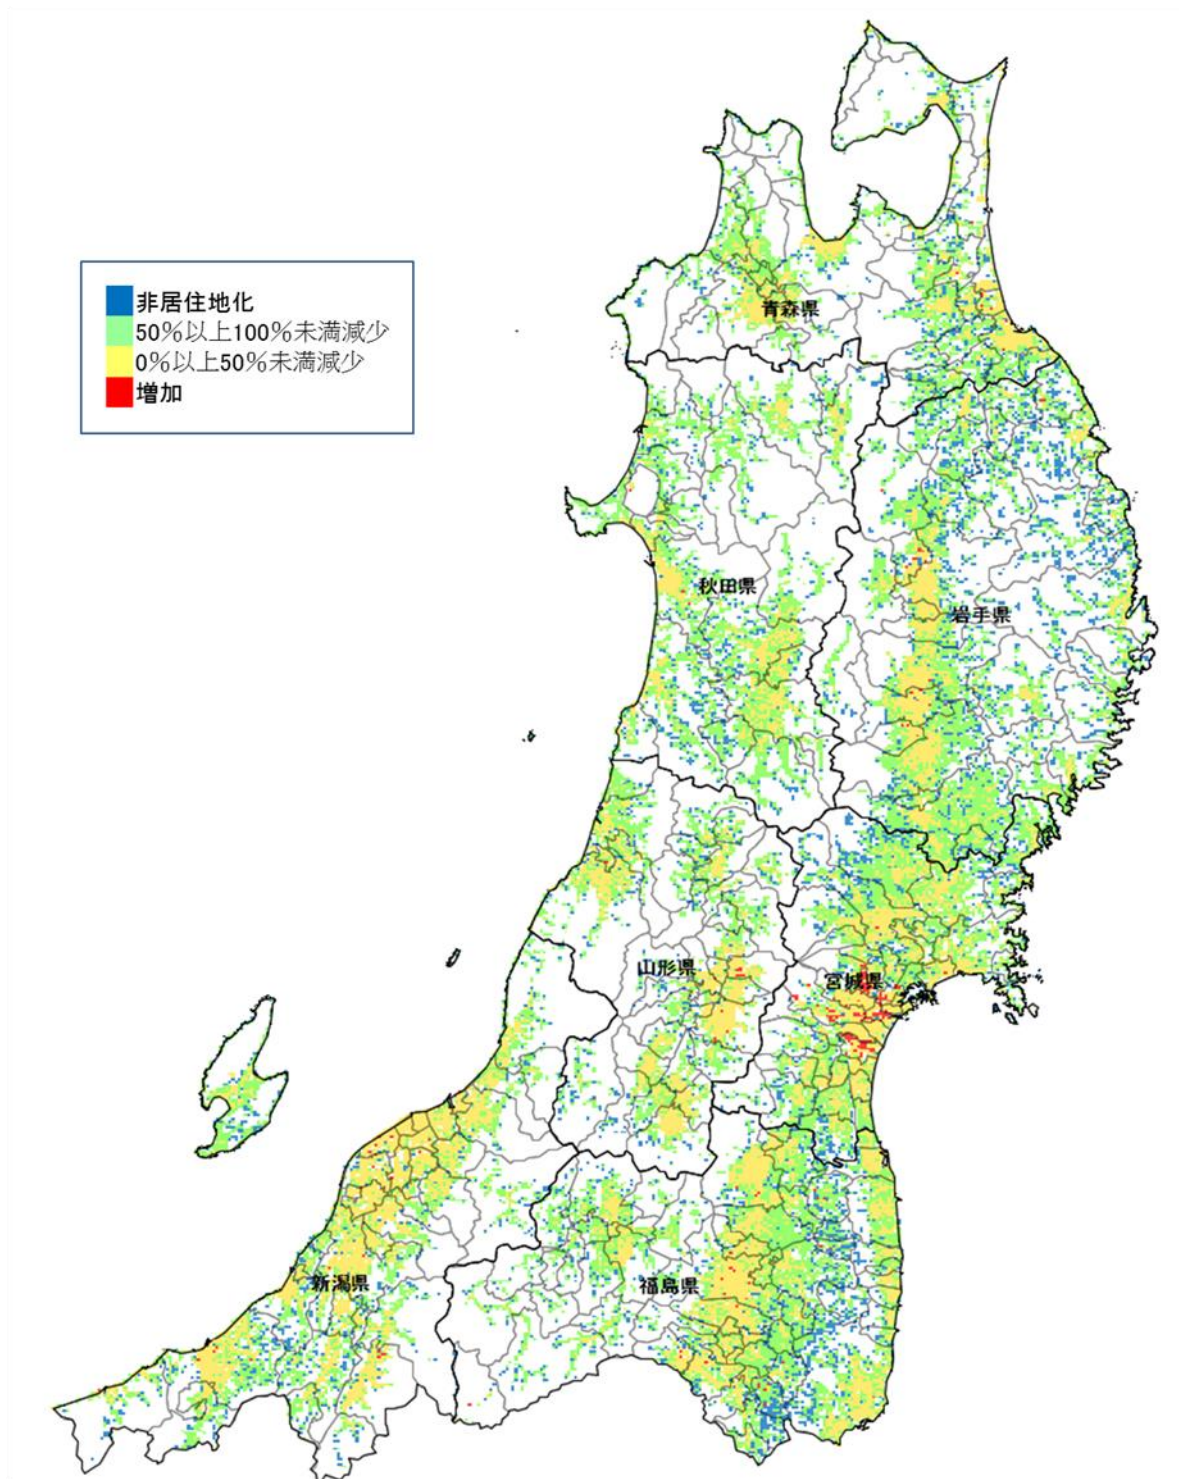 非居住地化
50%以上100%未満減少
0%以上50%未満減少
増加
青森県
秋田県
岩手県
山形県
宮城県
新潟県
福島県